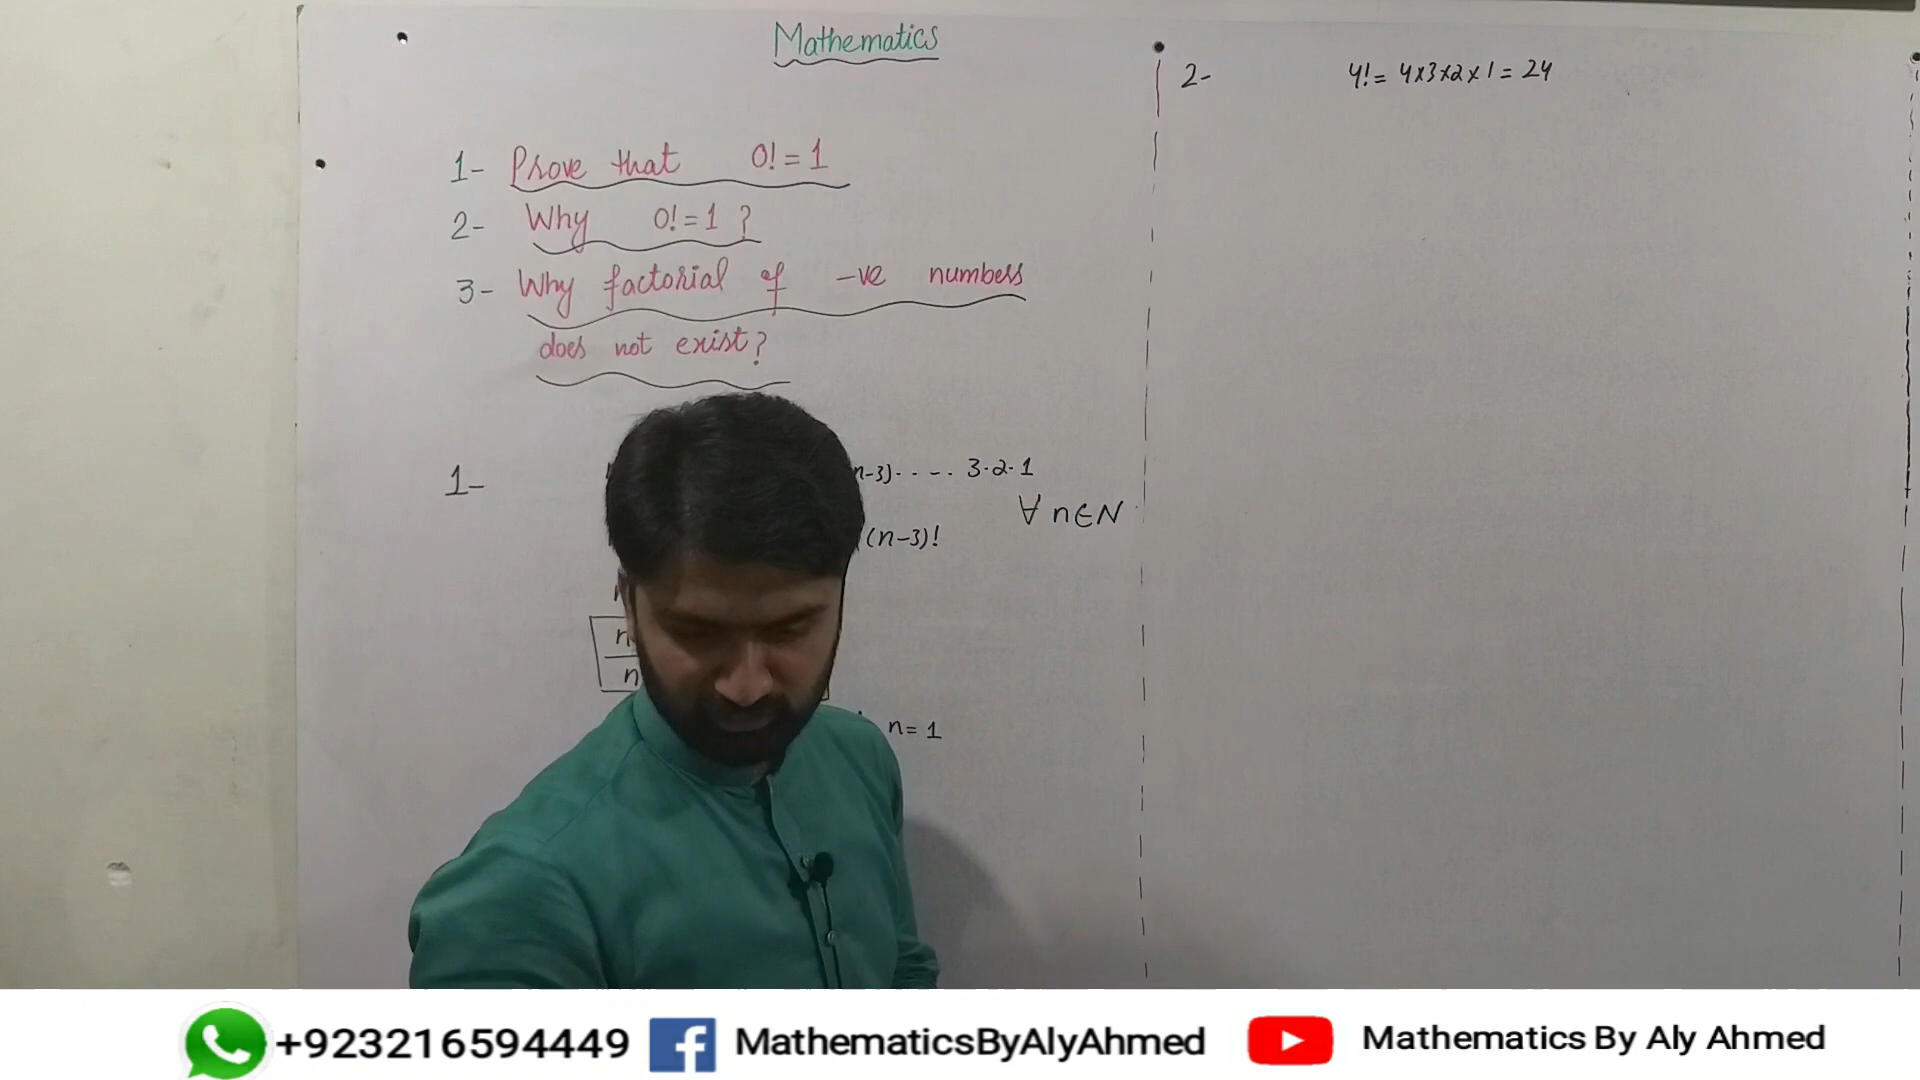 Mathematics
1- Prove that 0! = 1
2- Why 0! = 1 ?
3- Why factorial of -ve numbers
does not exist?
1- n-3)· · - - · 3·2·1
∀ n∈N
(n-3)!
n
n
n = 1
2- 4! = 4×3×2×1 = 24
+923216594449 MathematicsByAlyAhmed Mathematics By Aly Ahmed